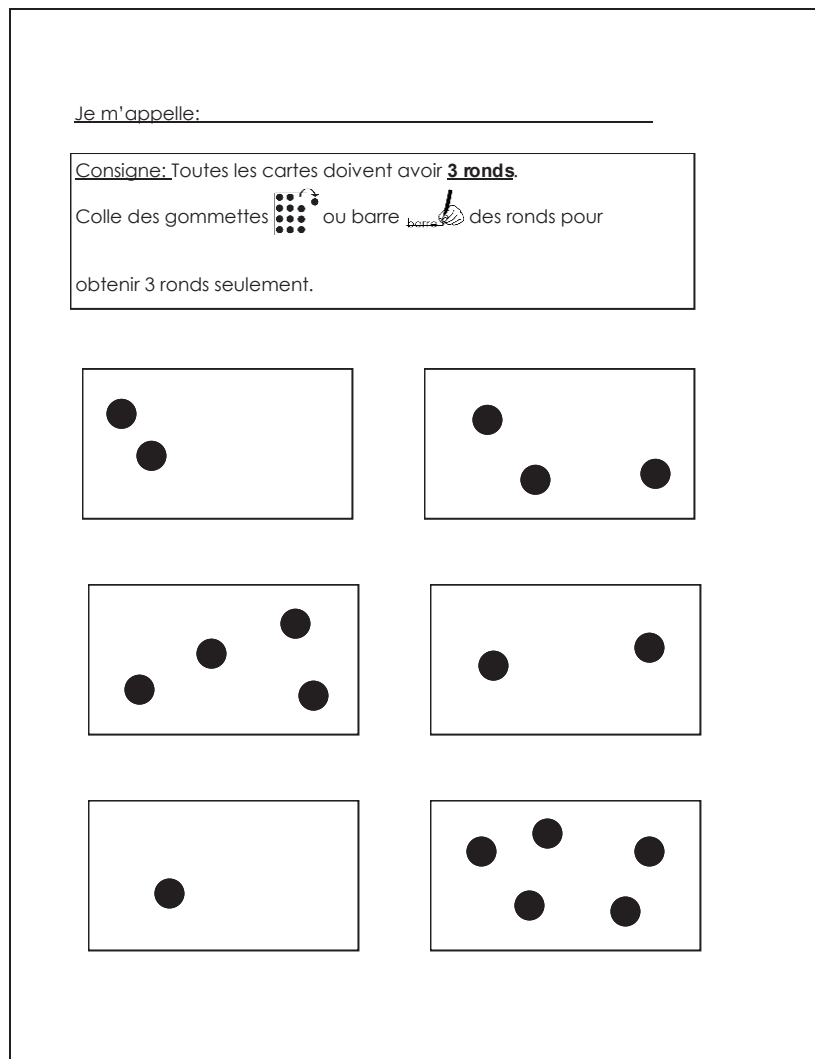 Je m'appelle:
Consigne: Toutes les cartes doivent avoir 3 ronds.
Colle des gommettes ou barre barre des ronds pour
obtenir 3 ronds seulement.